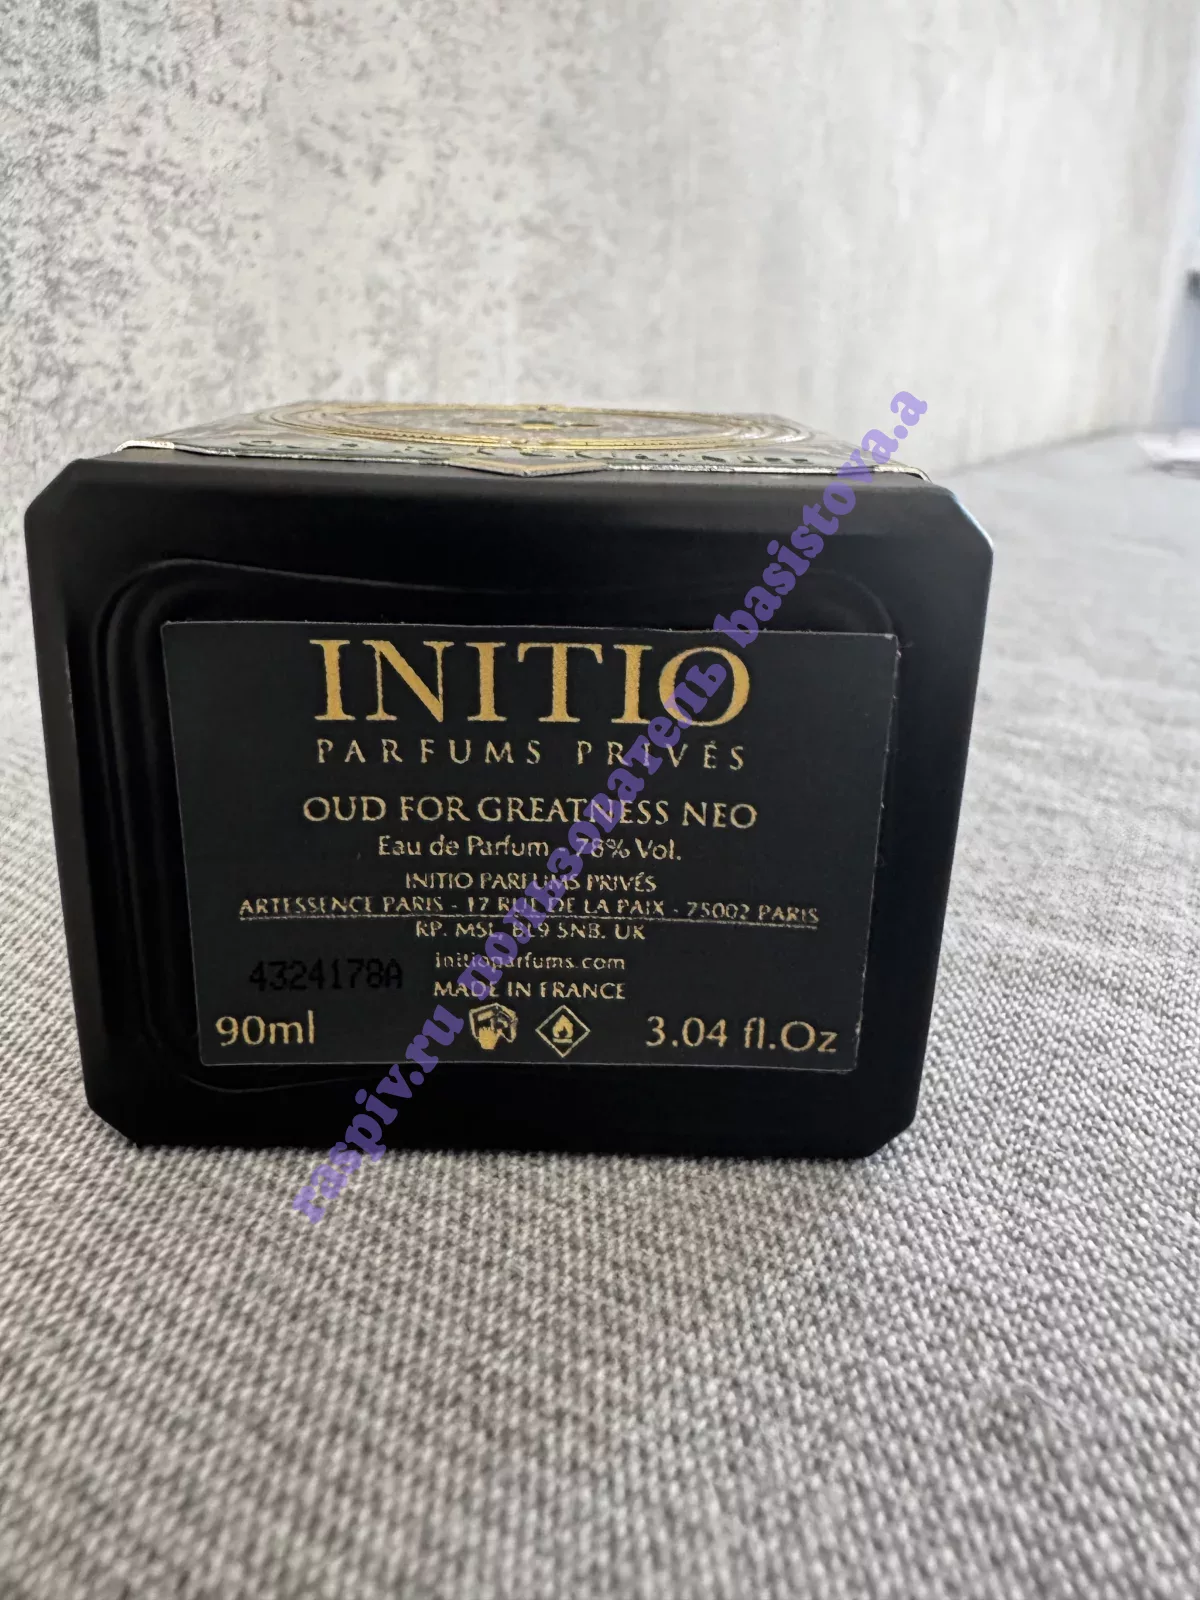 INITIO
PARFUMS PRIVÉS
OUD FOR GREATNESS NEO
Eau de Parfum - 78% Vol.
INITIO PARFUMS PRIVÉS
ARTESSENCE PARIS - 17 RUE DE LA PAIX - 75002 PARIS
RP. MSL, BL9 5NB. UK
initioparfums.com
4324178A
MADE IN FRANCE
90ml
3.04 fl.Oz
raspiv.ru пользователь basistova.a